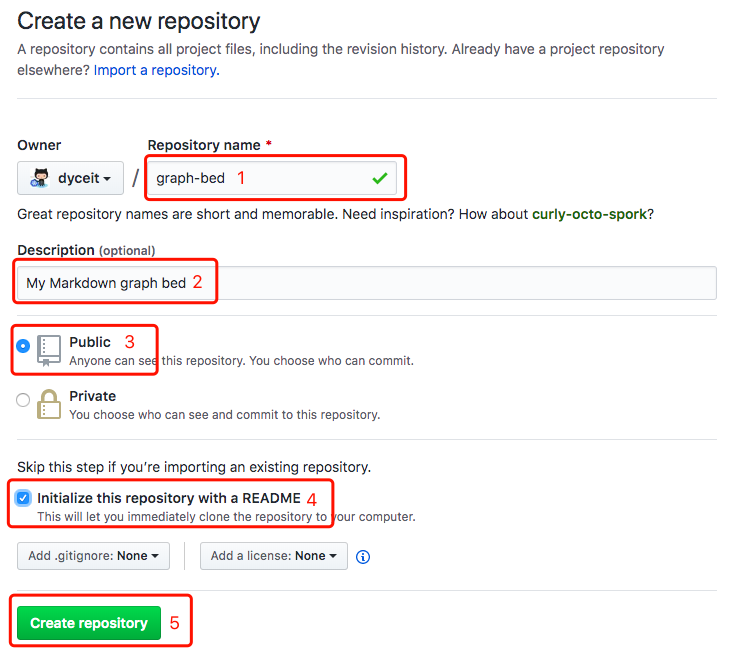 Create a new repository
A repository contains all project files, including the revision history. Already have a project repository
elsewhere? Import a repository.
Owner Repository name *
dyceit / graph-bed 1
Great repository names are short and memorable. Need inspiration? How about curly-octo-spork?
Description (optional)
My Markdown graph bed 2
Public 3
Anyone can see this repository. You choose who can commit.
Private
You choose who can see and commit to this repository.
Skip this step if you’re importing an existing repository.
Initialize this repository with a README 4
This will let you immediately clone the repository to your computer.
Add .gitignore: None Add a license: None
Create repository 5